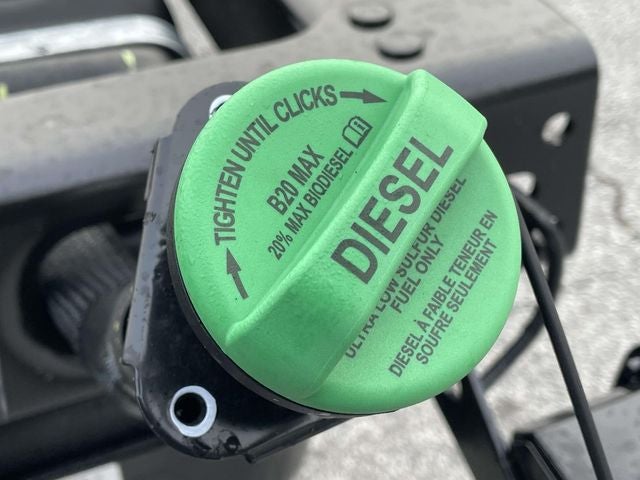 TIGHTEN UNTIL CLICKS
B20 MAX
20% MAX BIODIESEL
DIESEL
ULTRA LOW SULFUR DIESEL
FUEL ONLY
DIESEL À FAIBLE TENEUR EN
SOUFRE SEULEMENT